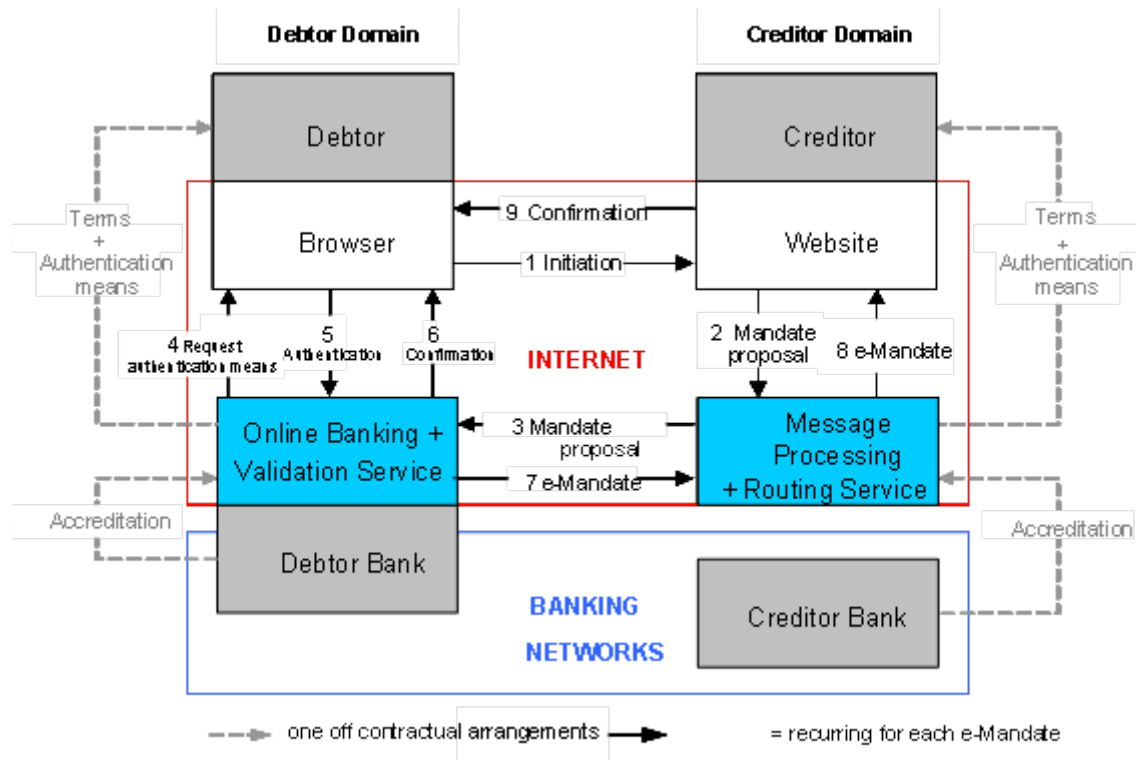 Debtor Domain
Creditor Domain
Debtor
Creditor
Terms
+
Authentication
means
Browser
9 Confirmation
1 Initiation
Website
Terms
+
Authentication
means
4 Request
authentication means
5
Authentication
6
Confirmation
INTERNET
2 Mandate
proposal
8 e-Mandate
Online Banking +
Validation Service
3 Mandate
proposal
7 e-Mandate
Message
Processing
+ Routing Service
Accreditation
Accreditation
Debtor Bank
BANKING
NETWORKS
Creditor Bank
one off contractual arrangements
= recurring for each e-Mandate